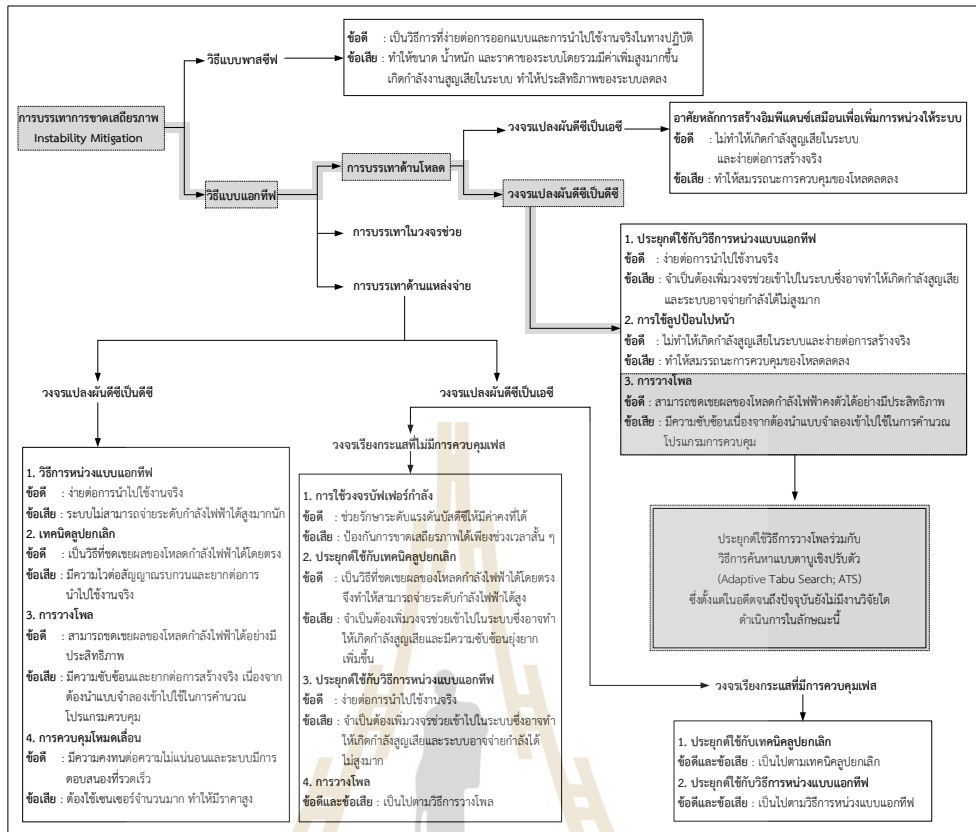 วิธีแบบพาสซีฟ
ข้อดี : เป็นวิธีการที่ง่ายต่อการออกแบบและการนำไปใช้งานจริงในทางปฏิบัติ
ข้อเสีย : ทำให้ขนาด น้ำหนัก และราคาของระบบโดยรวมมีค่าเพิ่มสูงมากขึ้น
เกิดกำลังงานสูญเสียในระบบ ทำให้ประสิทธิภาพของระบบลดลง
การบรรเทาการขาดเสถียรภาพ
Instability Mitigation
วิธีแบบแอกทีฟ
การบรรเทาด้านโหลด
วงจรแปลงผันดีซีเป็นเอซี
อาศัยหลักการสร้างอิมพีแดนซ์เสมือนเพื่อเพิ่มการหน่วงให้ระบบ
ข้อดี : ไม่ทำให้เกิดกำลังสูญเสียในระบบ
และง่ายต่อการสร้างจริง
ข้อเสีย : ทำให้สมรรถนะการควบคุมของโหลดลดลง
วงจรแปลงผันดีซีเป็นดีซี
1. ประยุกต์ใช้กับวิธีการหน่วงแบบแอกทีฟ
ข้อดี : ง่ายต่อการนำไปใช้งานจริง
ข้อเสีย : จำเป็นต้องเพิ่มวงจรช่วยเข้าไปในระบบซึ่งอาจทำให้เกิดกำลังสูญเสีย
และระบบอาจจ่ายกำลังได้ไม่สูงมาก
2. การใช้ลูปป้อนไปหน้า
ข้อดี : ไม่ทำให้เกิดกำลังสูญเสียในระบบและง่ายต่อการสร้างจริง
ข้อเสีย : ทำให้สมรรถนะการควบคุมของโหลดลดลง
3. การวางโพล
ข้อดี : สามารถชดเชยผลของโหลดกำลังไฟฟ้าคงตัวได้อย่างมีประสิทธิภาพ
ข้อเสีย : มีความซับซ้อนเนื่องจากต้องนำแบบจำลองเข้าไปใช้ในการคำนวณ
โปรแกรมการควบคุม
ประยุกต์ใช้วิธีการวางโพลร่วมกับ
วิธีการค้นหาแบบตาบูเชิงปรับตัว
(Adaptive Tabu Search; ATS)
ซึ่งตั้งแต่ในอดีตจนถึงปัจจุบันยังไม่มีงานวิจัยใด
ดำเนินการในลักษณะนี้
การบรรเทาในวงจรช่วย
การบรรเทาด้านแหล่งจ่าย
วงจรแปลงผันดีซีเป็นดีซี
1. วิธีการหน่วงแบบแอกทีฟ
ข้อดี : ง่ายต่อการนำไปใช้งานจริง
ข้อเสีย : ระบบไม่สามารถจ่ายระดับกำลังไฟฟ้าได้สูงมากนัก
2. เทคนิคลูปยกเลิก
ข้อดี : เป็นวิธีที่ชดเชยผลของโหลดกำลังไฟฟ้าได้โดยตรง
ข้อเสีย : มีความไวต่อสัญญาณรบกวนและยากต่อการ
นำไปใช้งานจริง
3. การวางโพล
ข้อดี : สามารถชดเชยผลของโหลดกำลังไฟฟ้าได้อย่างมี
ประสิทธิภาพ
ข้อเสีย : มีความซับซ้อนและยากต่อการสร้างจริง เนื่องจาก
ต้องนำแบบจำลองเข้าไปใช้ในการคำนวณ
โปรแกรมควบคุม
4. การควบคุมโหมดเลื่อน
ข้อดี : มีความคงทนต่อความไม่แน่นอนและระบบมีการ
ตอบสนองที่รวดเร็ว
ข้อเสีย : ต้องใช้เซนเซอร์จำนวนมาก ทำให้มีราคาสูง
วงจรแปลงผันดีซีเป็นเอซี
วงจรเรียงกระแสที่ไม่มีการควบคุมเฟส
1. การใช้วงจรบัฟเฟอร์กำลัง
ข้อดี : ช่วยรักษาระดับแรงดันบัสดีซีให้มีค่าคงที่ได้
ข้อเสีย : ป้องกันการขาดเสถียรภาพได้เพียงช่วงเวลาสั้น ๆ
2. ประยุกต์ใช้กับเทคนิคลูปยกเลิก
ข้อดี : เป็นวิธีที่ชดเชยผลของโหลดกำลังไฟฟ้าได้โดยตรง
จึงทำให้สามารถจ่ายระดับกำลังไฟฟ้าได้สูง
ข้อเสีย : จำเป็นต้องเพิ่มวงจรช่วยเข้าไปในระบบซึ่งอาจทำ
ให้เกิดกำลังสูญเสียและมีความซับซ้อนยุ่งยาก
เพิ่มขึ้น
3. ประยุกต์ใช้กับวิธีการหน่วงแบบแอกทีฟ
ข้อดี : ง่ายต่อการนำไปใช้งานจริง
ข้อเสีย : จำเป็นต้องเพิ่มวงจรช่วยเข้าไปในระบบซึ่งอาจทำ
ให้เกิดกำลังสูญเสียและระบบอาจจ่ายกำลังได้
ไม่สูงมาก
4. การวางโพล
ข้อดีและข้อเสีย : เป็นไปตามวิธีการวางโพล
วงจรเรียงกระแสที่มีการควบคุมเฟส
1. ประยุกต์ใช้กับเทคนิคลูปยกเลิก
ข้อดีและข้อเสีย : เป็นไปตามเทคนิคลูปยกเลิก
2. ประยุกต์ใช้กับวิธีการหน่วงแบบแอกทีฟ
ข้อดีและข้อเสีย : เป็นไปตามวิธีการหน่วงแบบแอกทีฟ